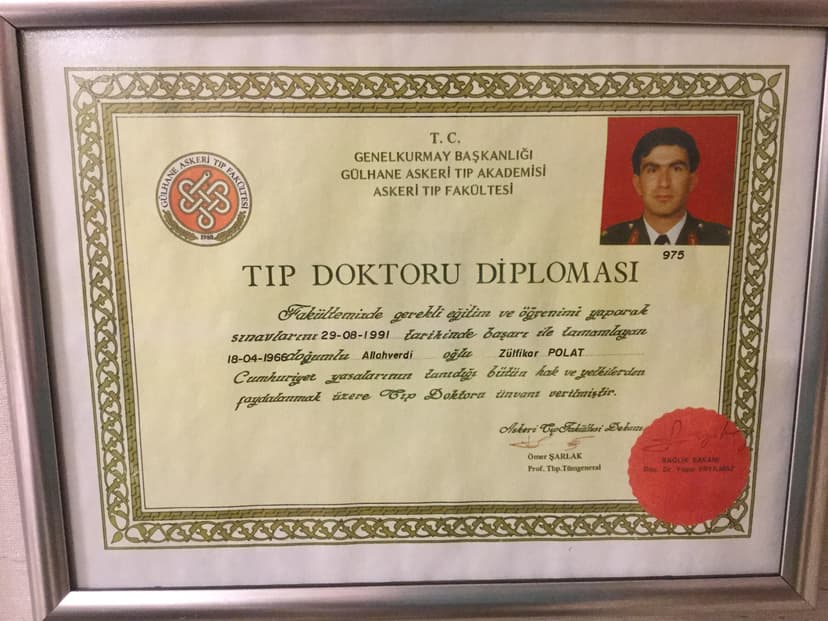 GÜLHANE ASKERİ TIP FAKÜLTESİ
T. C.
GENELKURMAY BAŞKANLIĞI
GÜLHANE ASKERİ TIP AKADEMİSİ
ASKERİ TIP FAKÜLTESİ
975
TIP DOKTORU DİPLOMASI
Fakültemizde gerekli eğitim ve öğrenimi yaparak
sınavlarını 29-08-1991 tarihinde başarı ile tamamlayan
18-04-1966 doğumlu Allahverdi oğlu Zülfikar POLAT
Cumhuriyet yasalarının tanıdığı bütün hak ve yetkilerden
faydalanmak üzere Tıp Doktoru ünvanı verilmiştir.
Askeri Tıp Fakültesi Dekanı
Ömer ŞARLAK
Prof. Tbp. Tümgeneral
SAĞLIK BAKANI
Doc. Dr. Yaşar